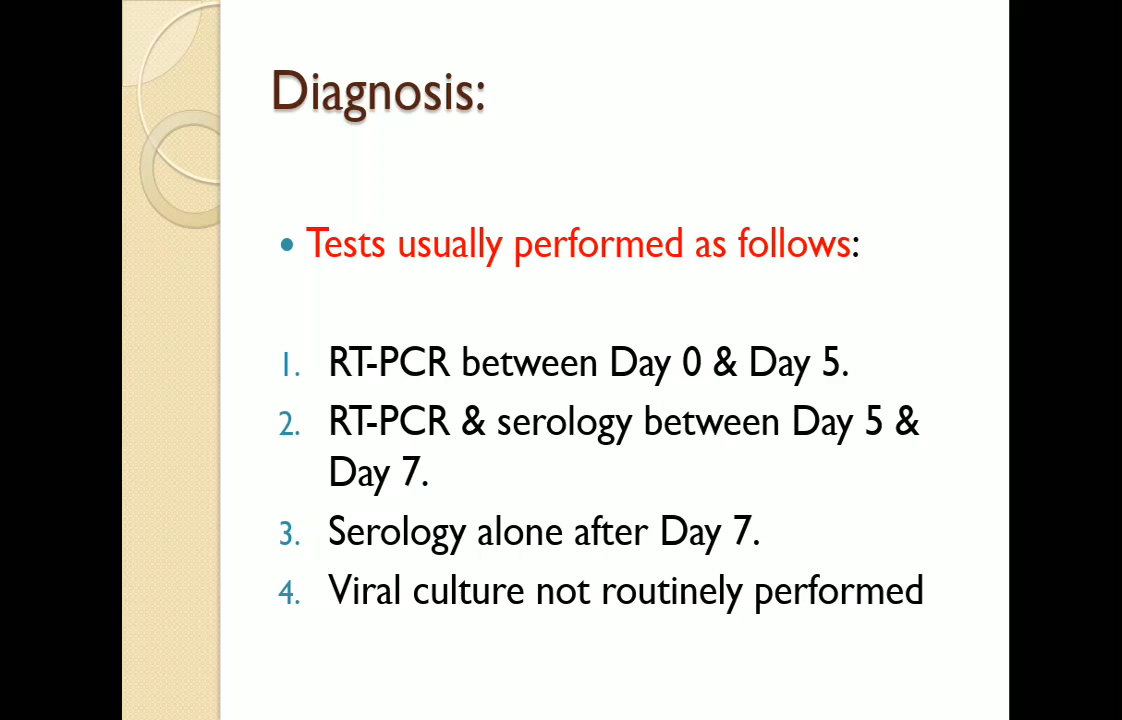 Diagnosis:
• Tests usually performed as follows:
1. RT-PCR between Day 0 & Day 5.
2. RT-PCR & serology between Day 5 &
Day 7.
3. Serology alone after Day 7.
4. Viral culture not routinely performed